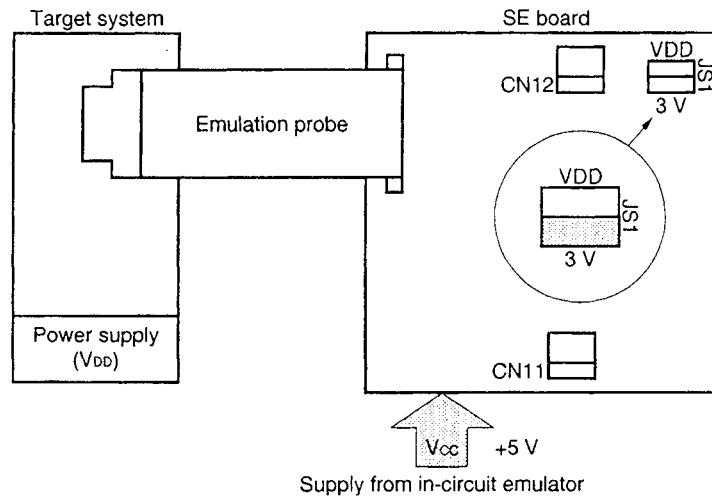 Target system
SE board
VDD
JS1
3 V
CN12
Emulation probe
VDD
JS1
3 V
Power supply
(VDD)
CN11
Vcc
+5 V
Supply from in-circuit emulator